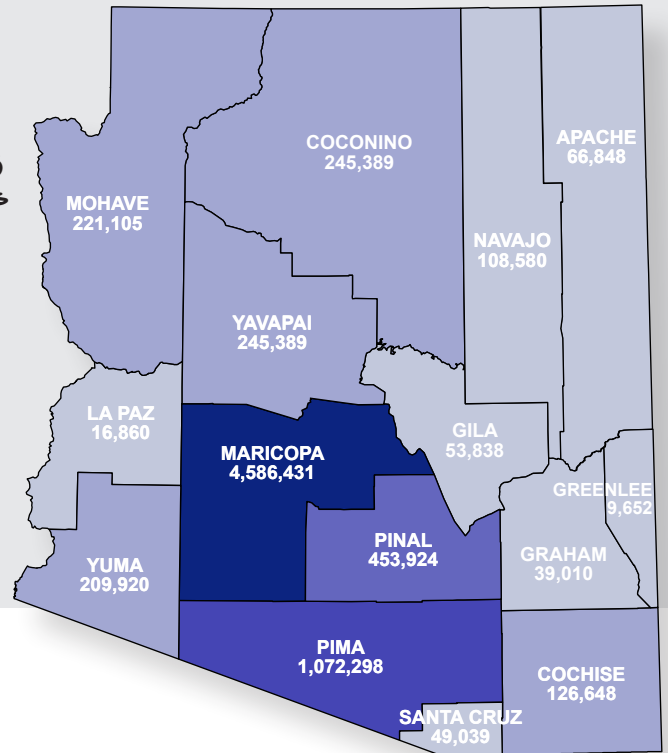 COCONINO
245,389
APACHE
66,848
MOHAVE
221,105
NAVAJO
108,580
YAVAPAI
245,389
LA PAZ
16,860
GILA
53,838
MARICOPA
4,586,431
GREENLEE
9,652
PINAL
453,924
GRAHAM
39,010
YUMA
209,920
PIMA
1,072,298
COCHISE
126,648
SANTA CRUZ
49,039